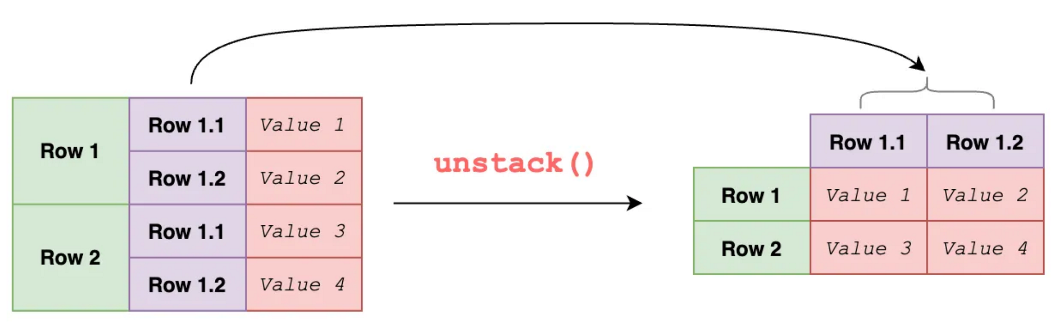 Row 1 Row 1.1 Value 1
Row 1.2 Value 2
Row 2 Row 1.1 Value 3
Row 1.2 Value 4
unstack()
Row 1.1 Row 1.2
Row 1 Value 1 Value 2
Row 2 Value 3 Value 4